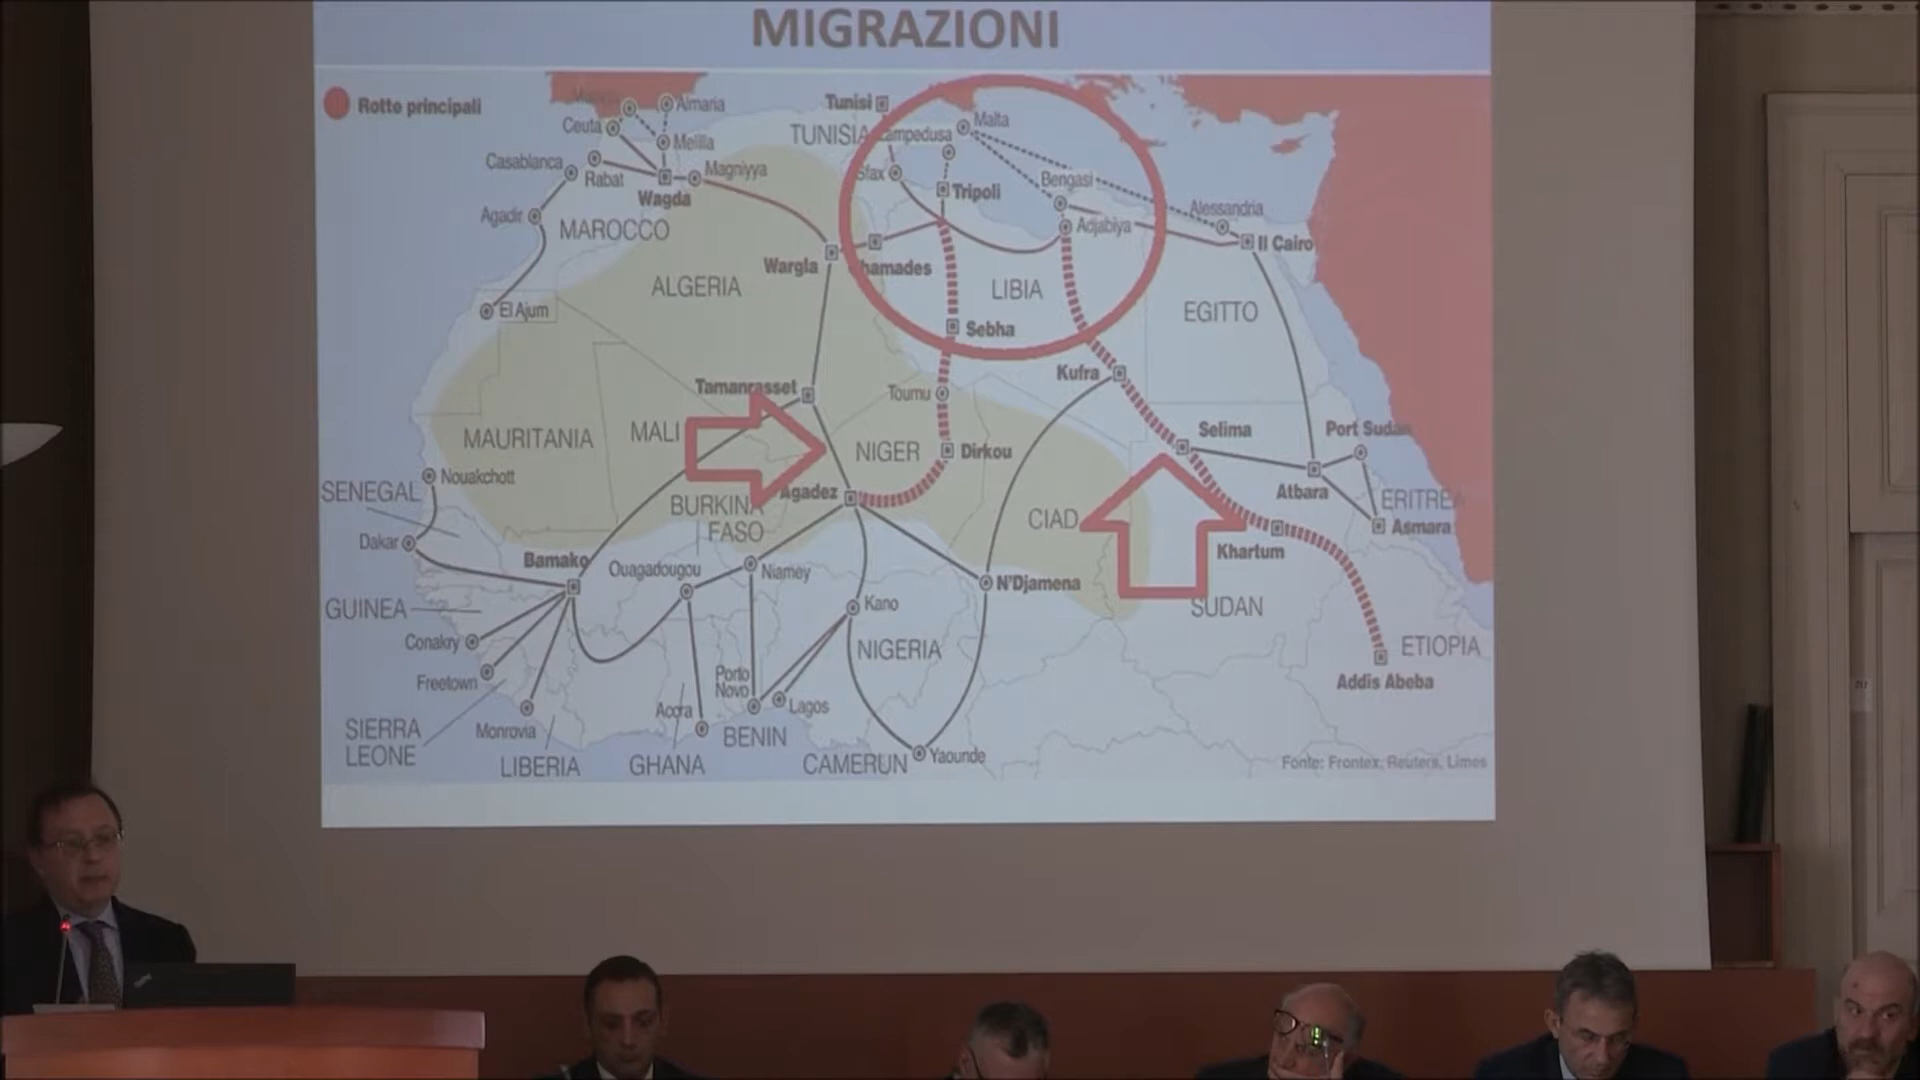 MIGRAZIONI
Rotte principali
Almaria
Tunisi
Malta
Ceuta
TUNISIA
Lampedusa
Melilla
Casablanca
Rabat
Magniyya
Sfax
Bengasi
Wagda
Tripoli
Agadir
MAROCCO
Adjabiya
Alessandria
Il Cairo
Wargla
Ghamades
ALGERIA
LIBIA
EGITTO
El Ajum
Sebha
Kufra
Tamanrasset
Toumu
MAURITANIA
MALI
NIGER
Dirkou
Selima
Port Sudan
Nouakchott
SENEGAL
Agadez
Atbara
ERITREA
BURKINA
FASO
CIAD
Asmara
Dakar
Khartum
Bamako
Ouagadougou
Niamey
N'Djamena
GUINEA
Kano
SUDAN
Conakry
NIGERIA
ETIOPIA
Freetown
Porto
Novo
Addis Abeba
Accra
Lagos
SIERRA
LEONE
Monrovia
BENIN
LIBERIA
GHANA
CAMERUN
Yaounde
Fonte: Frontex, Reuters, Limes